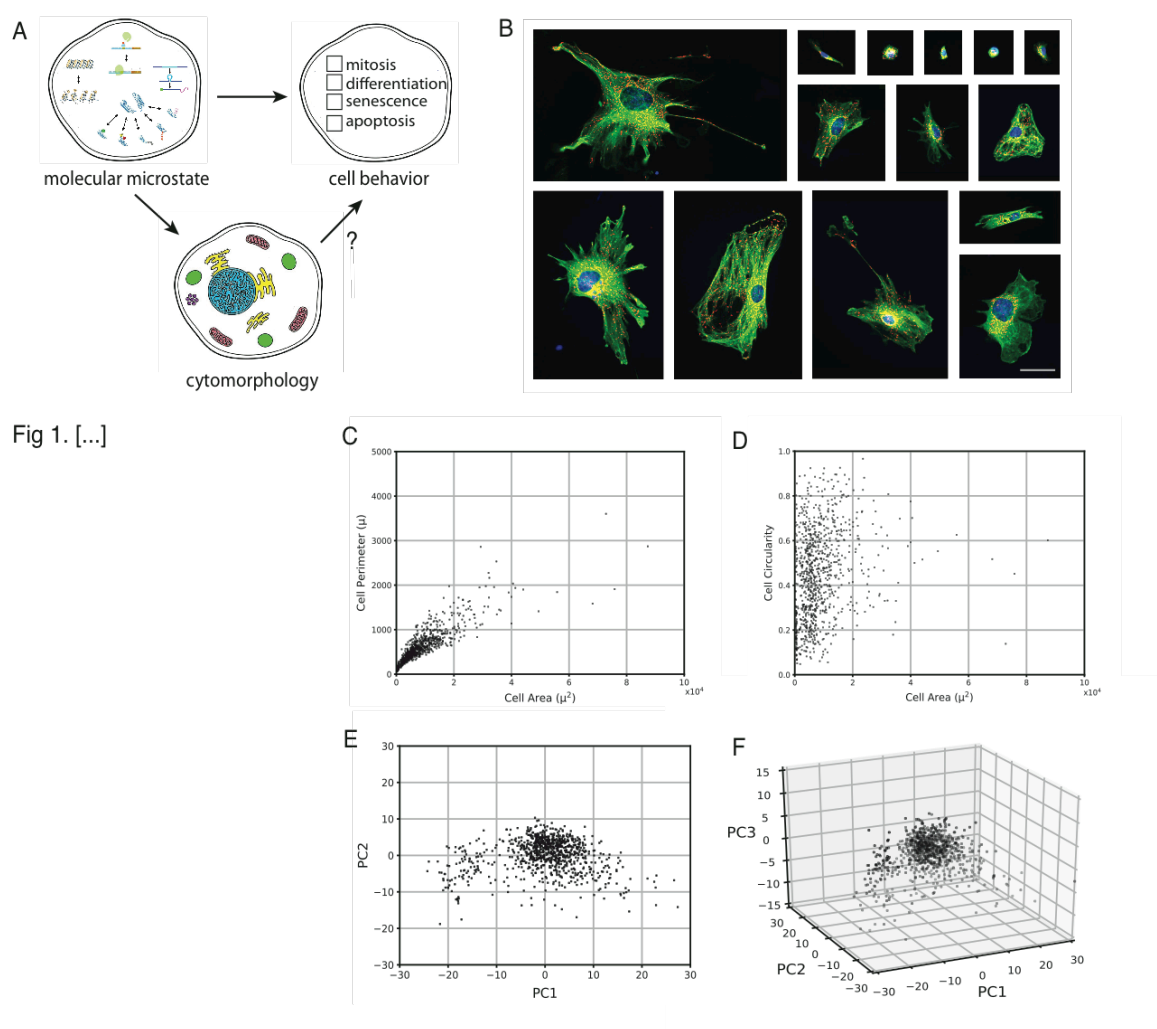 A
mitosis
differentiation
senescence
apoptosis
molecular microstate
cell behavior
?
cytomorphology
B
Fig 1. [...]
C
5000
4000
3000
2000
1000
0
Cell Perimeter (μ)
0 2 4 6 8 10
x10⁴
Cell Area (μ²)
D
1.0
0.8
0.6
0.4
0.2
0.0
Cell Circularity
0 2 4 6 8 10
x10⁴
Cell Area (μ²)
E
30
20
10
0
−10
−20
−30
PC2
−30 −20 −10 0 10 20 30
PC1
F
15
10
5
0
−5
−10
−15
PC3
30
20
10
0
−10
−20
−30
PC2
−30 −20 −10 0 10 20 30
PC1